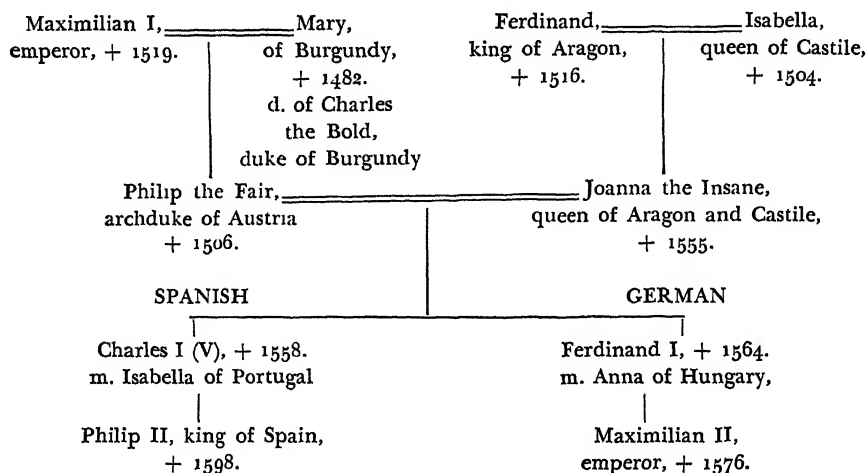 Maximilian I,
emperor, + 1519.
Mary,
of Burgundy,
+ 1482.
d. of Charles
the Bold,
duke of Burgundy
Ferdinand,
king of Aragon,
+ 1516.
Isabella,
queen of Castile,
+ 1504.
Philip the Fair,
archduke of Austria
+ 1506.
Joanna the Insane,
queen of Aragon and Castile,
+ 1555.
SPANISH
GERMAN
Charles I (V), + 1558.
m. Isabella of Portugal
Ferdinand I, + 1564.
m. Anna of Hungary,
Philip II, king of Spain,
+ 1598.
Maximilian II,
emperor, + 1576.